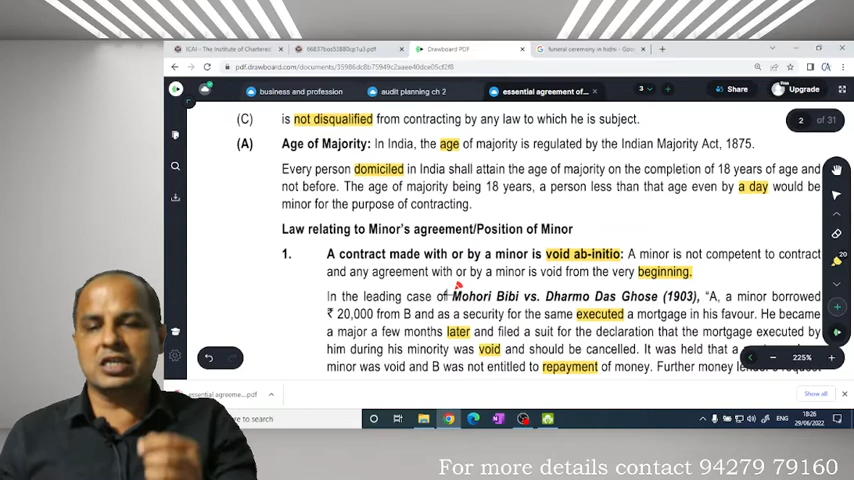 ICAI - The Institute of Chartered
66837bos53880cp1u3.pdf
Drawboard PDF
funeral ceremony in hidni - Goo
pdf.drawboard.com/documents/35986dc8b75949c2aaee40dce05cf2f8
business and profession
audit planning ch 2
essential agreement of...
3
Share
Upgrade
2 of 31
(C) is not disqualified from contracting by any law to which he is subject.
(A) Age of Majority: In India, the age of majority is regulated by the Indian Majority Act, 1875.
Every person domiciled in India shall attain the age of majority on the completion of 18 years of age and
not before. The age of majority being 18 years, a person less than that age even by a day would be
minor for the purpose of contracting.
Law relating to Minor's agreement/Position of Minor
1. A contract made with or by a minor is void ab-initio: A minor is not competent to contract
and any agreement with or by a minor is void from the very beginning.
In the leading case of Mohori Bibi vs. Dharmo Das Ghose (1903), “A, a minor borrowed
₹ 20,000 from B and as a security for the same executed a mortgage in his favour. He became
a major a few months later and filed a suit for the declaration that the mortgage executed by
him during his minority was void and should be cancelled. It was held that a
minor was void and B was not entitled to repayment of money. Further money
20
225%
essential agreeme....pdf
Show all
here to search
ENG
18:26
29/06/2022
For more details contact 94279 79160